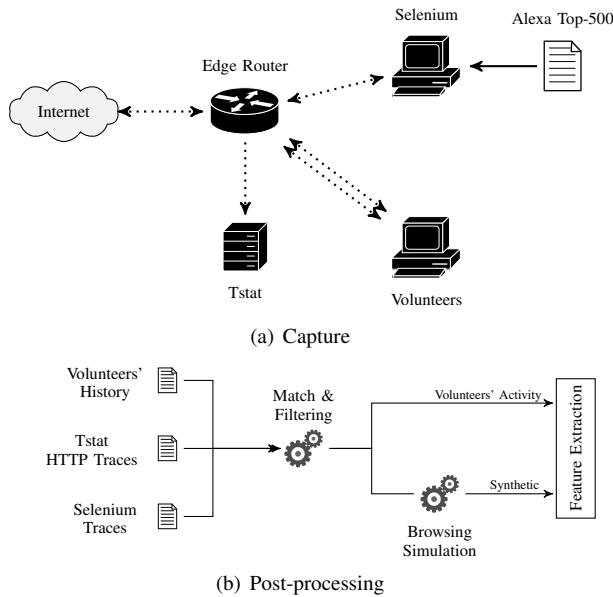 Selenium
Alexa Top-500
Edge Router
Internet
Tstat
Volunteers
(a) Capture
Volunteers'
History
Match &
Filtering
Volunteers' Activity
Tstat
HTTP Traces
Feature Extraction
Synthetic
Selenium
Traces
Browsing
Simulation
(b) Post-processing